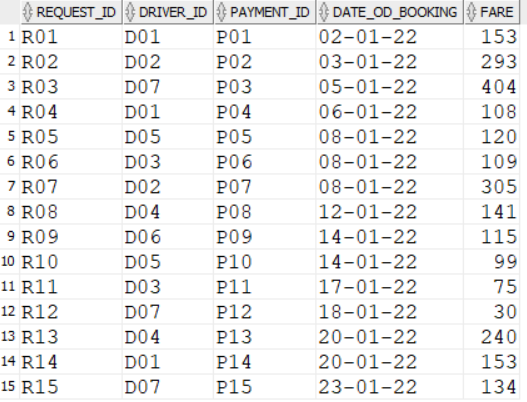 REQUEST_ID DRIVER_ID PAYMENT_ID DATE_OD_BOOKING FARE
1 R01 D01 P01 02-01-22 153
2 R02 D02 P02 03-01-22 293
3 R03 D07 P03 05-01-22 404
4 R04 D01 P04 06-01-22 108
5 R05 D05 P05 08-01-22 120
6 R06 D03 P06 08-01-22 109
7 R07 D02 P07 08-01-22 305
8 R08 D04 P08 12-01-22 141
9 R09 D06 P09 14-01-22 115
10 R10 D05 P10 14-01-22 99
11 R11 D03 P11 17-01-22 75
12 R12 D07 P12 18-01-22 30
13 R13 D04 P13 20-01-22 240
14 R14 D01 P14 20-01-22 153
15 R15 D07 P15 23-01-22 134